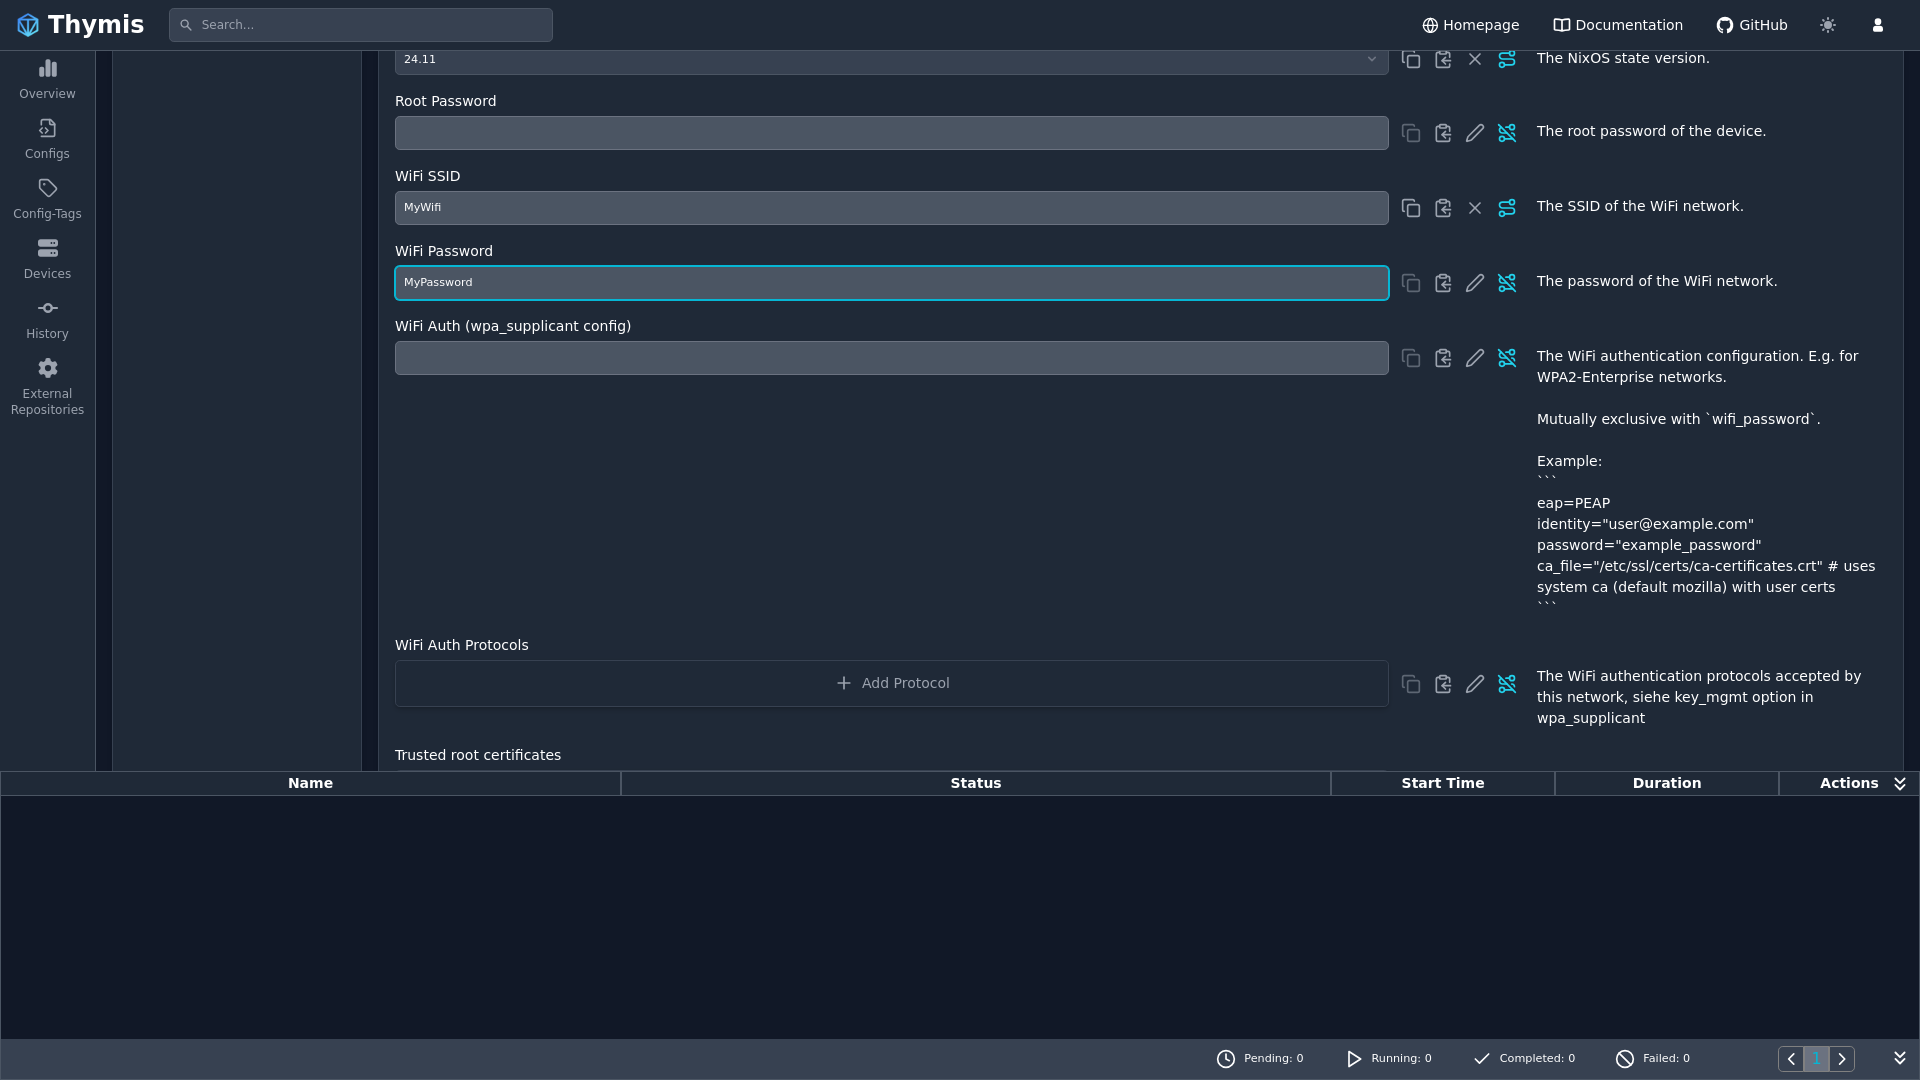 Thymis
Search...
Homepage
Documentation
GitHub
Overview
Configs
Config-Tags
Devices
History
External
Repositories
24.11
The NixOS state version.
Root Password
The root password of the device.
WiFi SSID
MyWifi
The SSID of the WiFi network.
WiFi Password
MyPassword
The password of the WiFi network.
WiFi Auth (wpa_supplicant config)
The WiFi authentication configuration. E.g. for
WPA2-Enterprise networks.
Mutually exclusive with `wifi_password`.
Example:
```
eap=PEAP
identity="user@example.com"
password="example_password"
ca_file="/etc/ssl/certs/ca-certificates.crt" # uses
system ca (default mozilla) with user certs
```
WiFi Auth Protocols
Add Protocol
The WiFi authentication protocols accepted by
this network, siehe key_mgmt option in
wpa_supplicant
Trusted root certificates
Name
Status
Start Time
Duration
Actions
Pending: 0
Running: 0
Completed: 0
Failed: 0
1